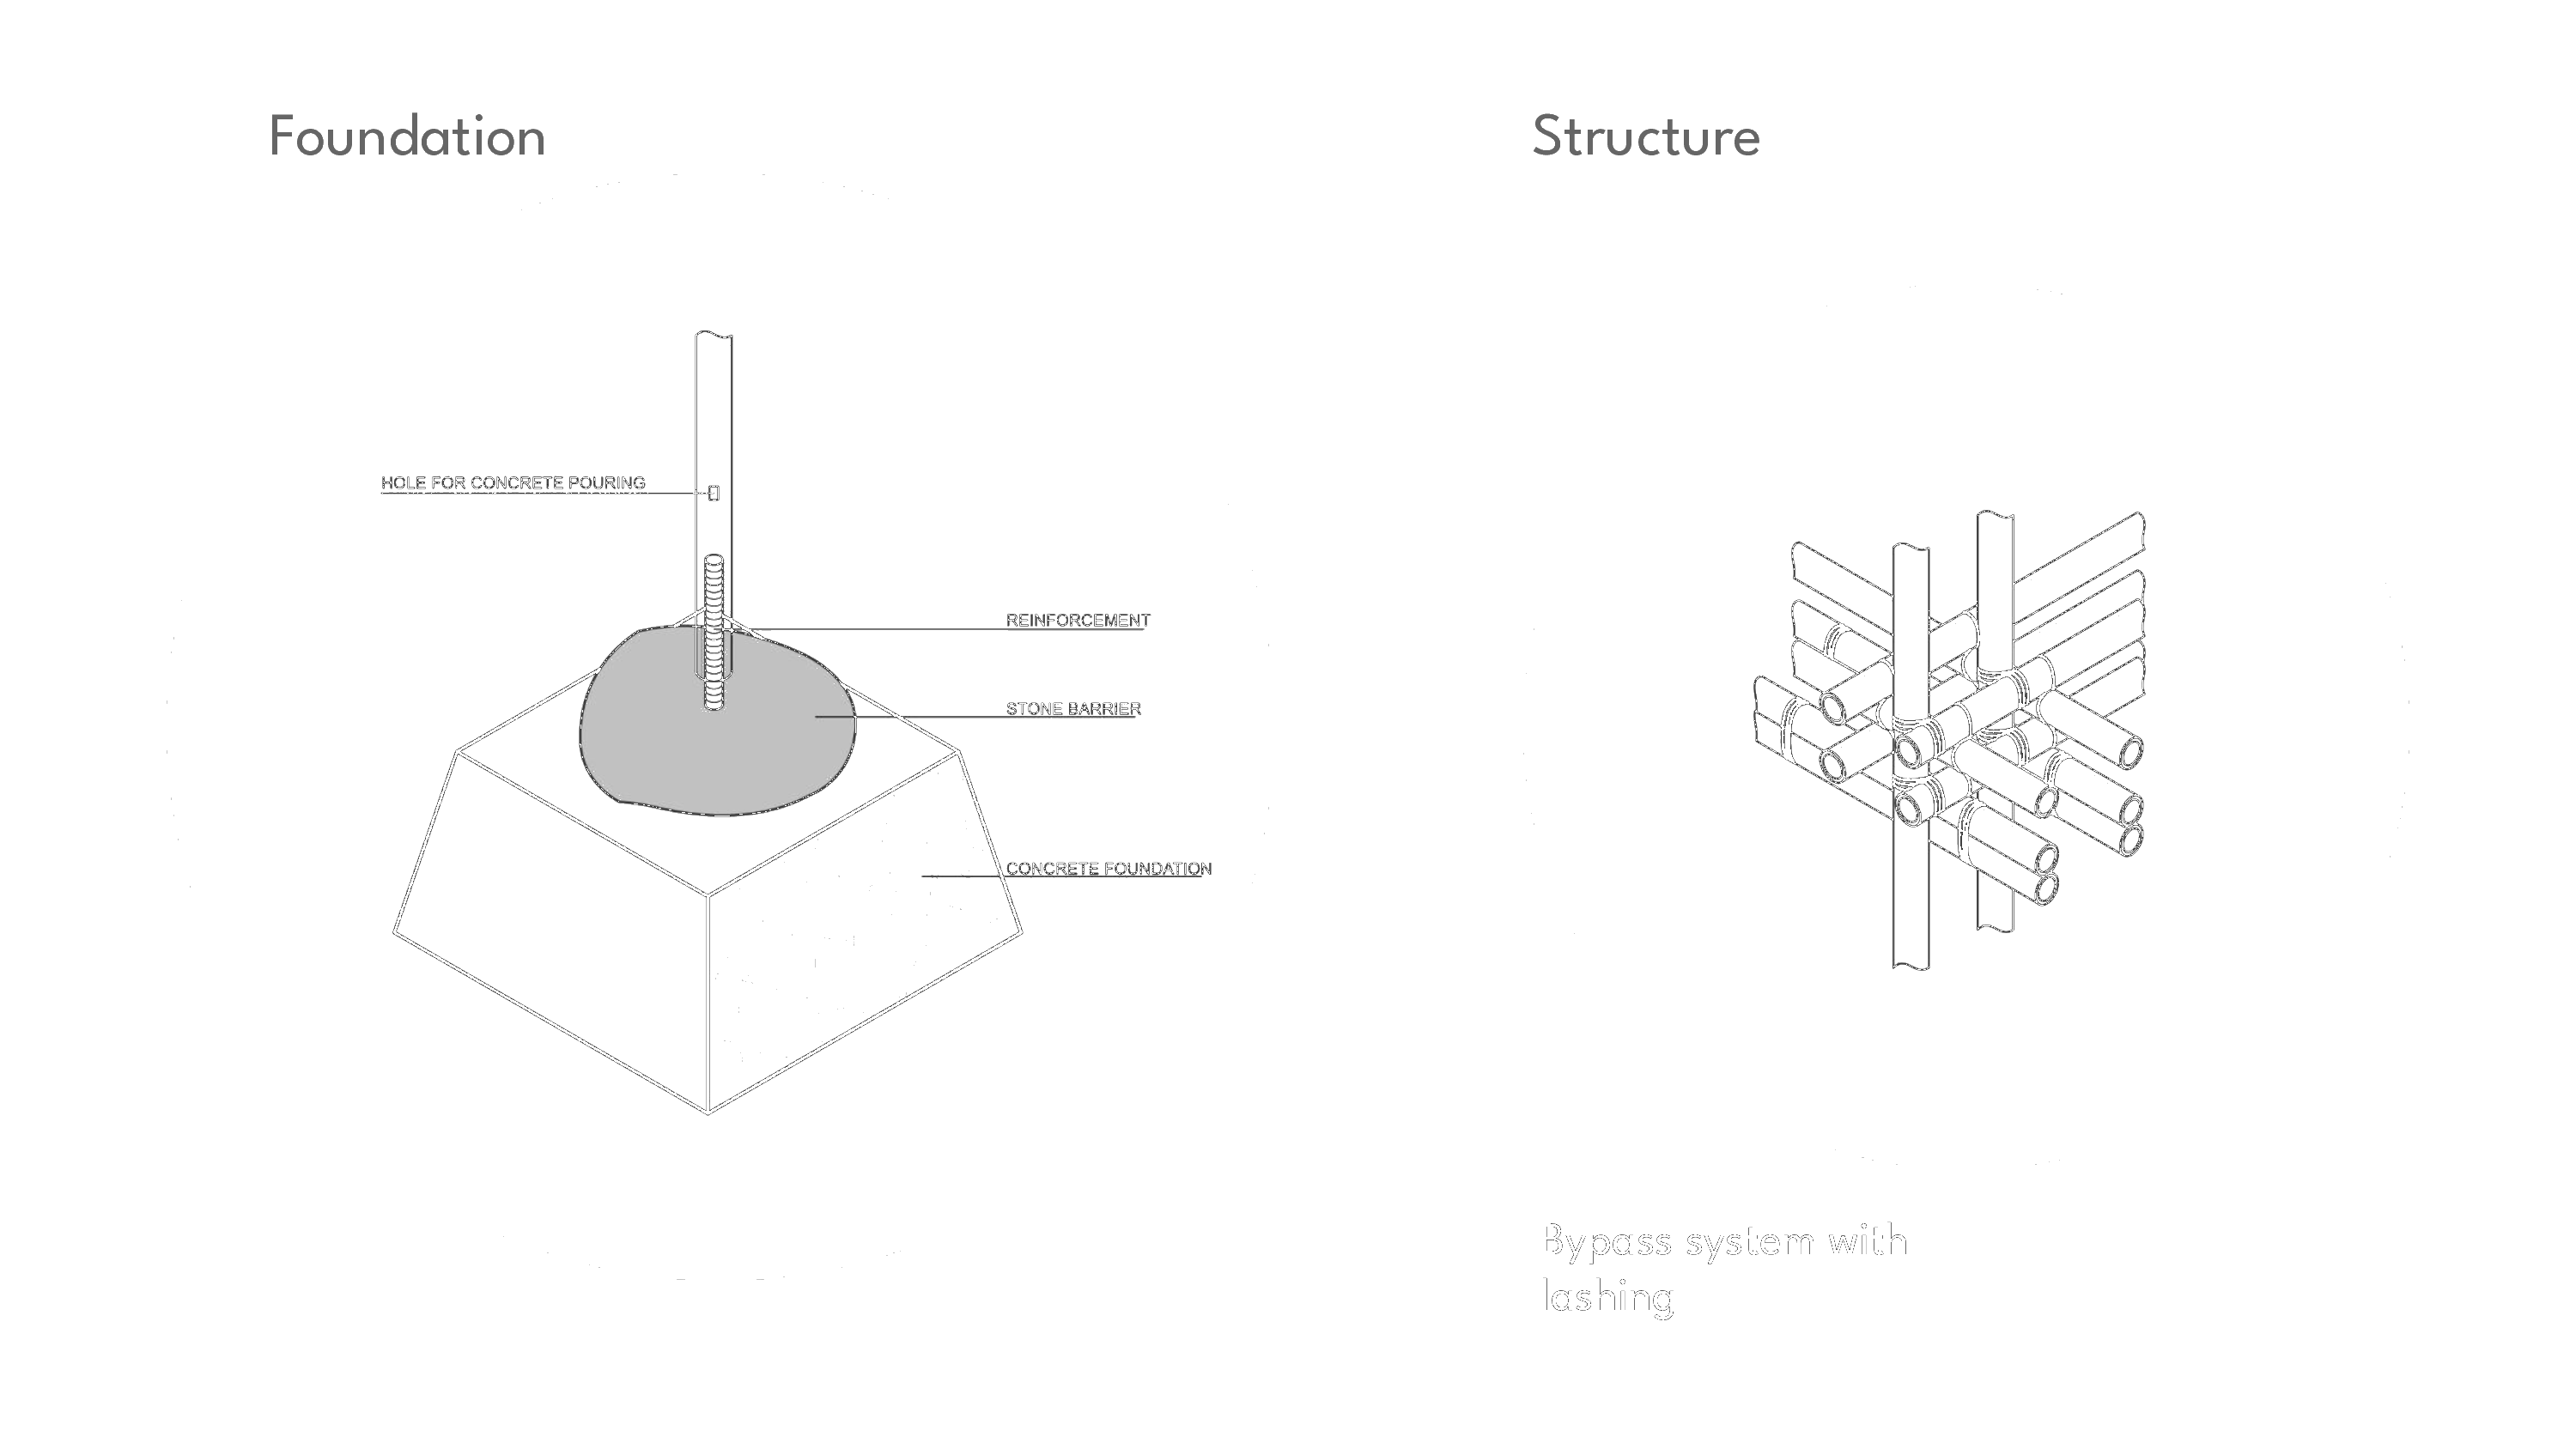 Foundation
HOLE FOR CONCRETE POURING
REINFORCEMENT
STONE BARRIER
CONCRETE FOUNDATION
Structure
Bypass system with
lashing